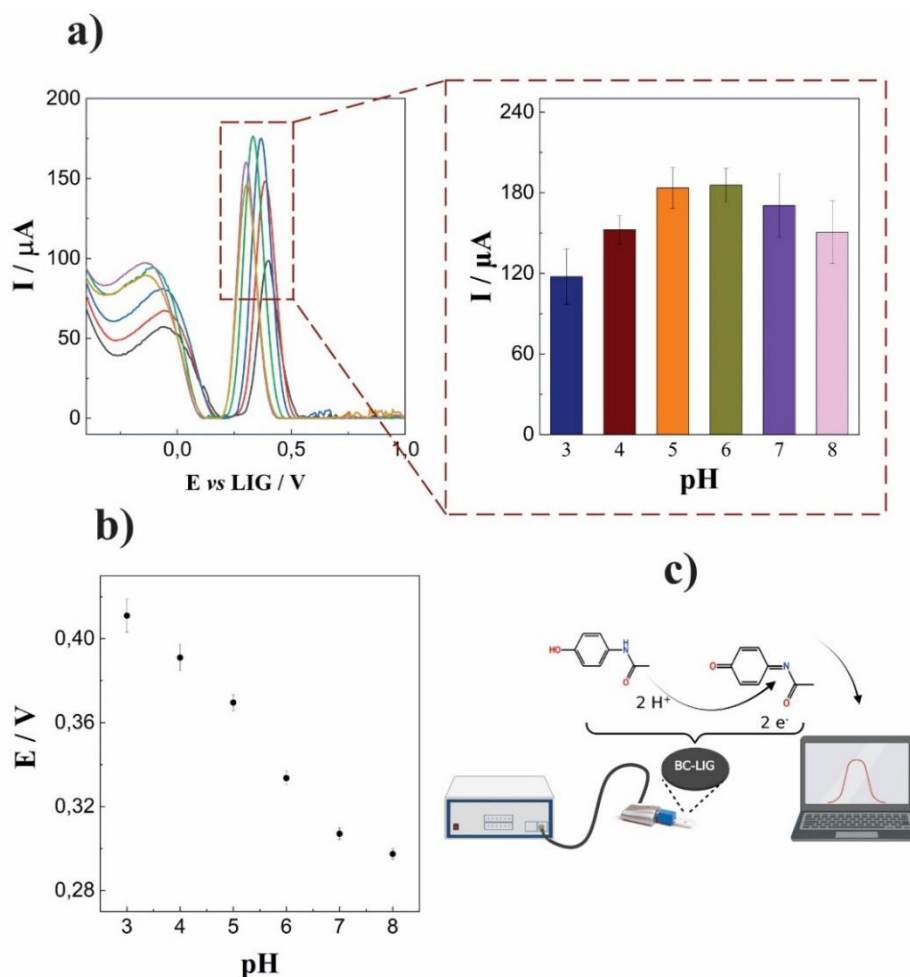 a)
200
150
100
50
0
I / µA
0,0
0,5
1,0
E vs LIG / V
240
180
120
60
0
I / µA
3 4 5 6 7 8
pH
b)
0,40
0,36
0,32
0,28
E / V
3 4 5 6 7 8
pH
c)
HO
H
N
O
2 H⁺
O
N
O
2 e⁻
BC-LIG